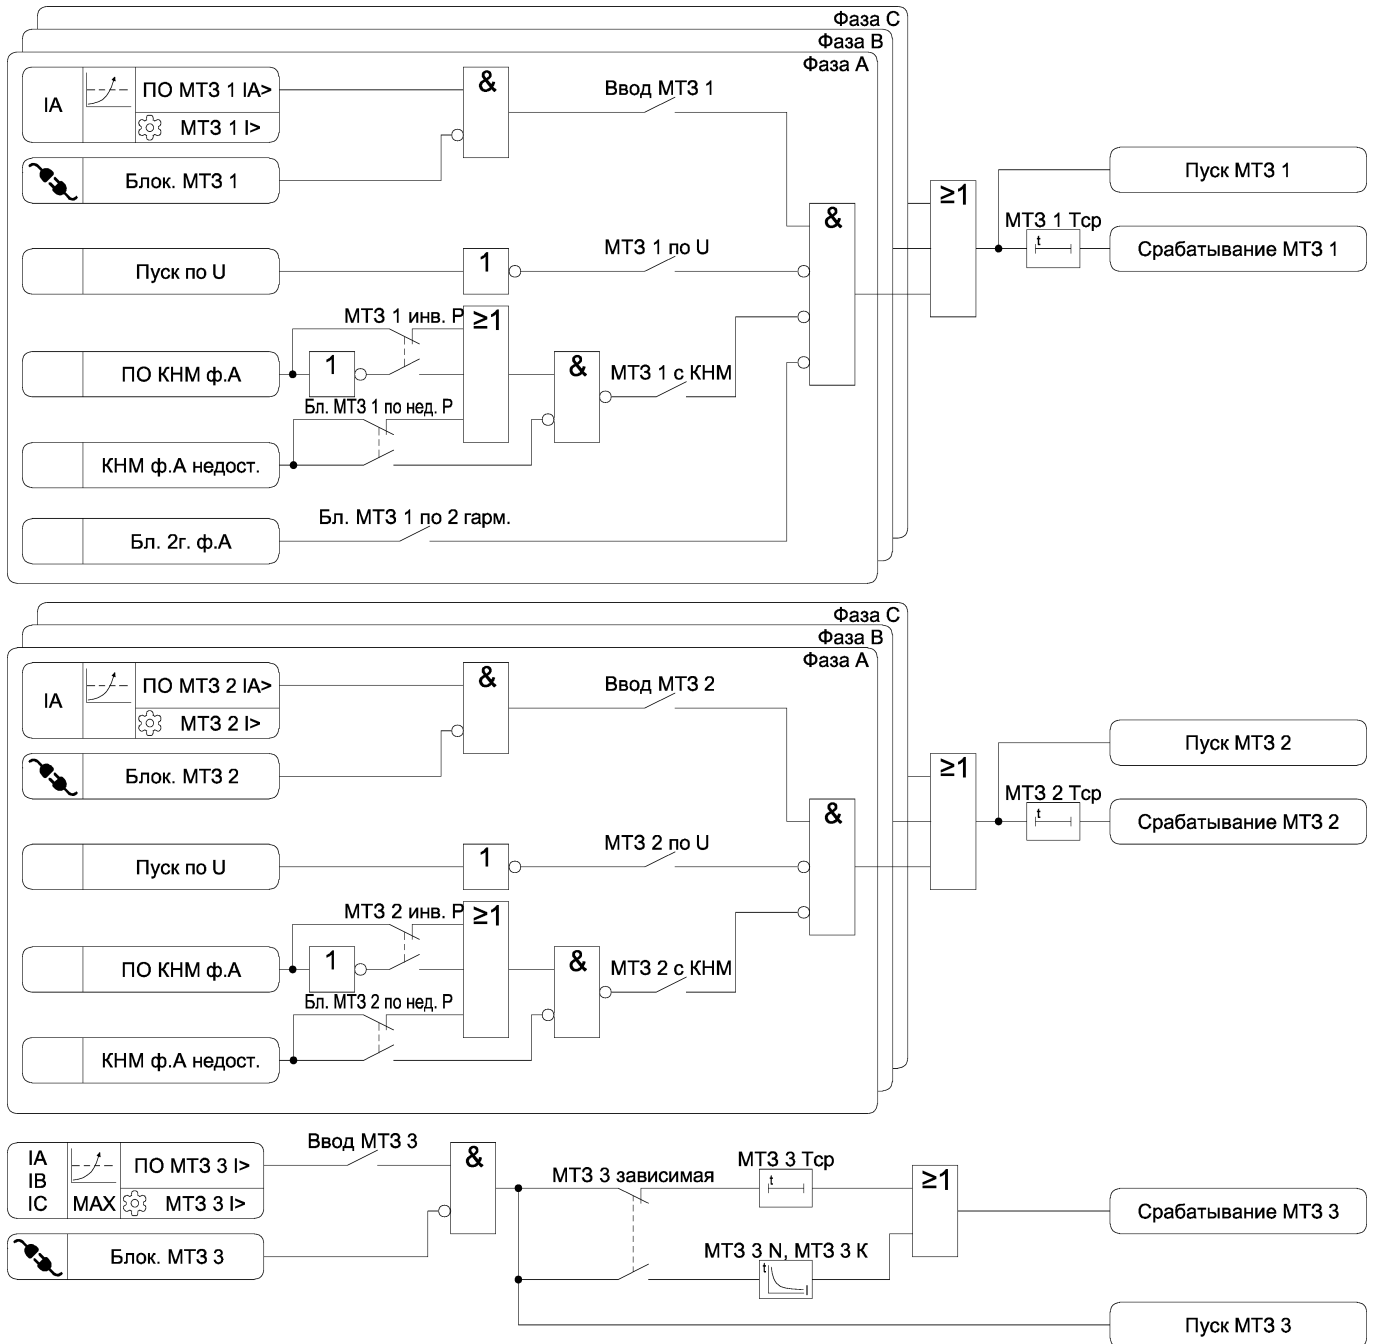 Фаза C
Фаза B
Фаза A
IA
ПО МТЗ 1 IA>
МТЗ 1 I>
&
Ввод МТЗ 1
Блок. МТЗ 1
Пуск по U
1
МТЗ 1 по U
&
≥1
Пуск МТЗ 1
МТЗ 1 Тср
t
Срабатывание МТЗ 1
МТЗ 1 инв. Р
≥1
ПО КНМ ф.А
1
&
МТЗ 1 с КНМ
Бл. МТЗ 1 по нед. Р
КНМ ф.А недост.
Бл. МТЗ 1 по 2 гарм.
Бл. 2г. ф.А
Фаза C
Фаза B
Фаза A
IA
ПО МТЗ 2 IA>
МТЗ 2 I>
&
Ввод МТЗ 2
Блок. МТЗ 2
Пуск по U
1
МТЗ 2 по U
&
≥1
Пуск МТЗ 2
МТЗ 2 Тср
t
Срабатывание МТЗ 2
МТЗ 2 инв. Р
≥1
ПО КНМ ф.А
1
&
МТЗ 2 с КНМ
Бл. МТЗ 2 по нед. Р
КНМ ф.А недост.
IA
IB
IC
MAX
ПО МТЗ 3 I>
МТЗ 3 I>
Ввод МТЗ 3
&
Блок. МТЗ 3
МТЗ 3 зависимая
МТЗ 3 Тср
t
≥1
Срабатывание МТЗ 3
МТЗ 3 N, МТЗ 3 К
t
I
Пуск МТЗ 3